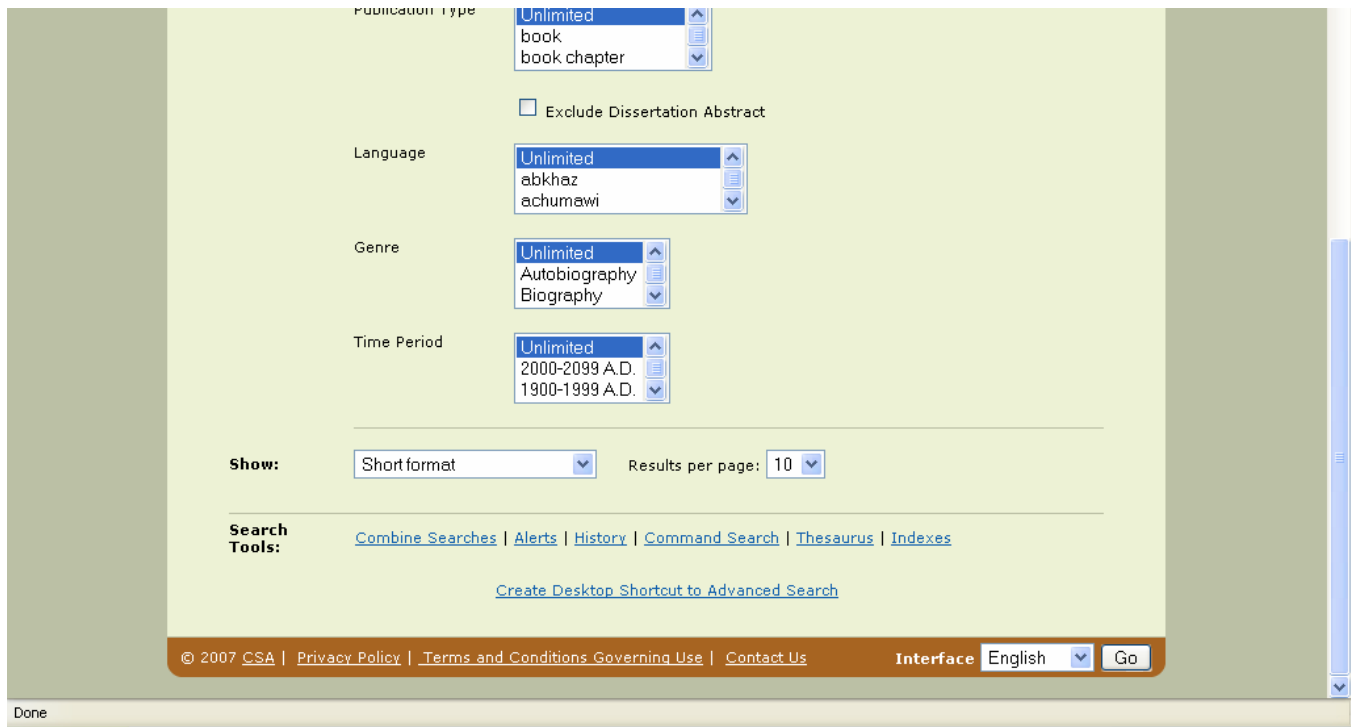 Publication Type
Unlimited
book
book chapter
Exclude Dissertation Abstract
Language
Unlimited
abkhaz
achumawi
Genre
Unlimited
Autobiography
Biography
Time Period
Unlimited
2000-2099 A.D.
1900-1999 A.D.
Show: Short format Results per page: 10
Search
Tools:
Combine Searches | Alerts | History | Command Search | Thesaurus | Indexes
Create Desktop Shortcut to Advanced Search
© 2007 CSA | Privacy Policy | Terms and Conditions Governing Use | Contact Us Interface English Go
Done